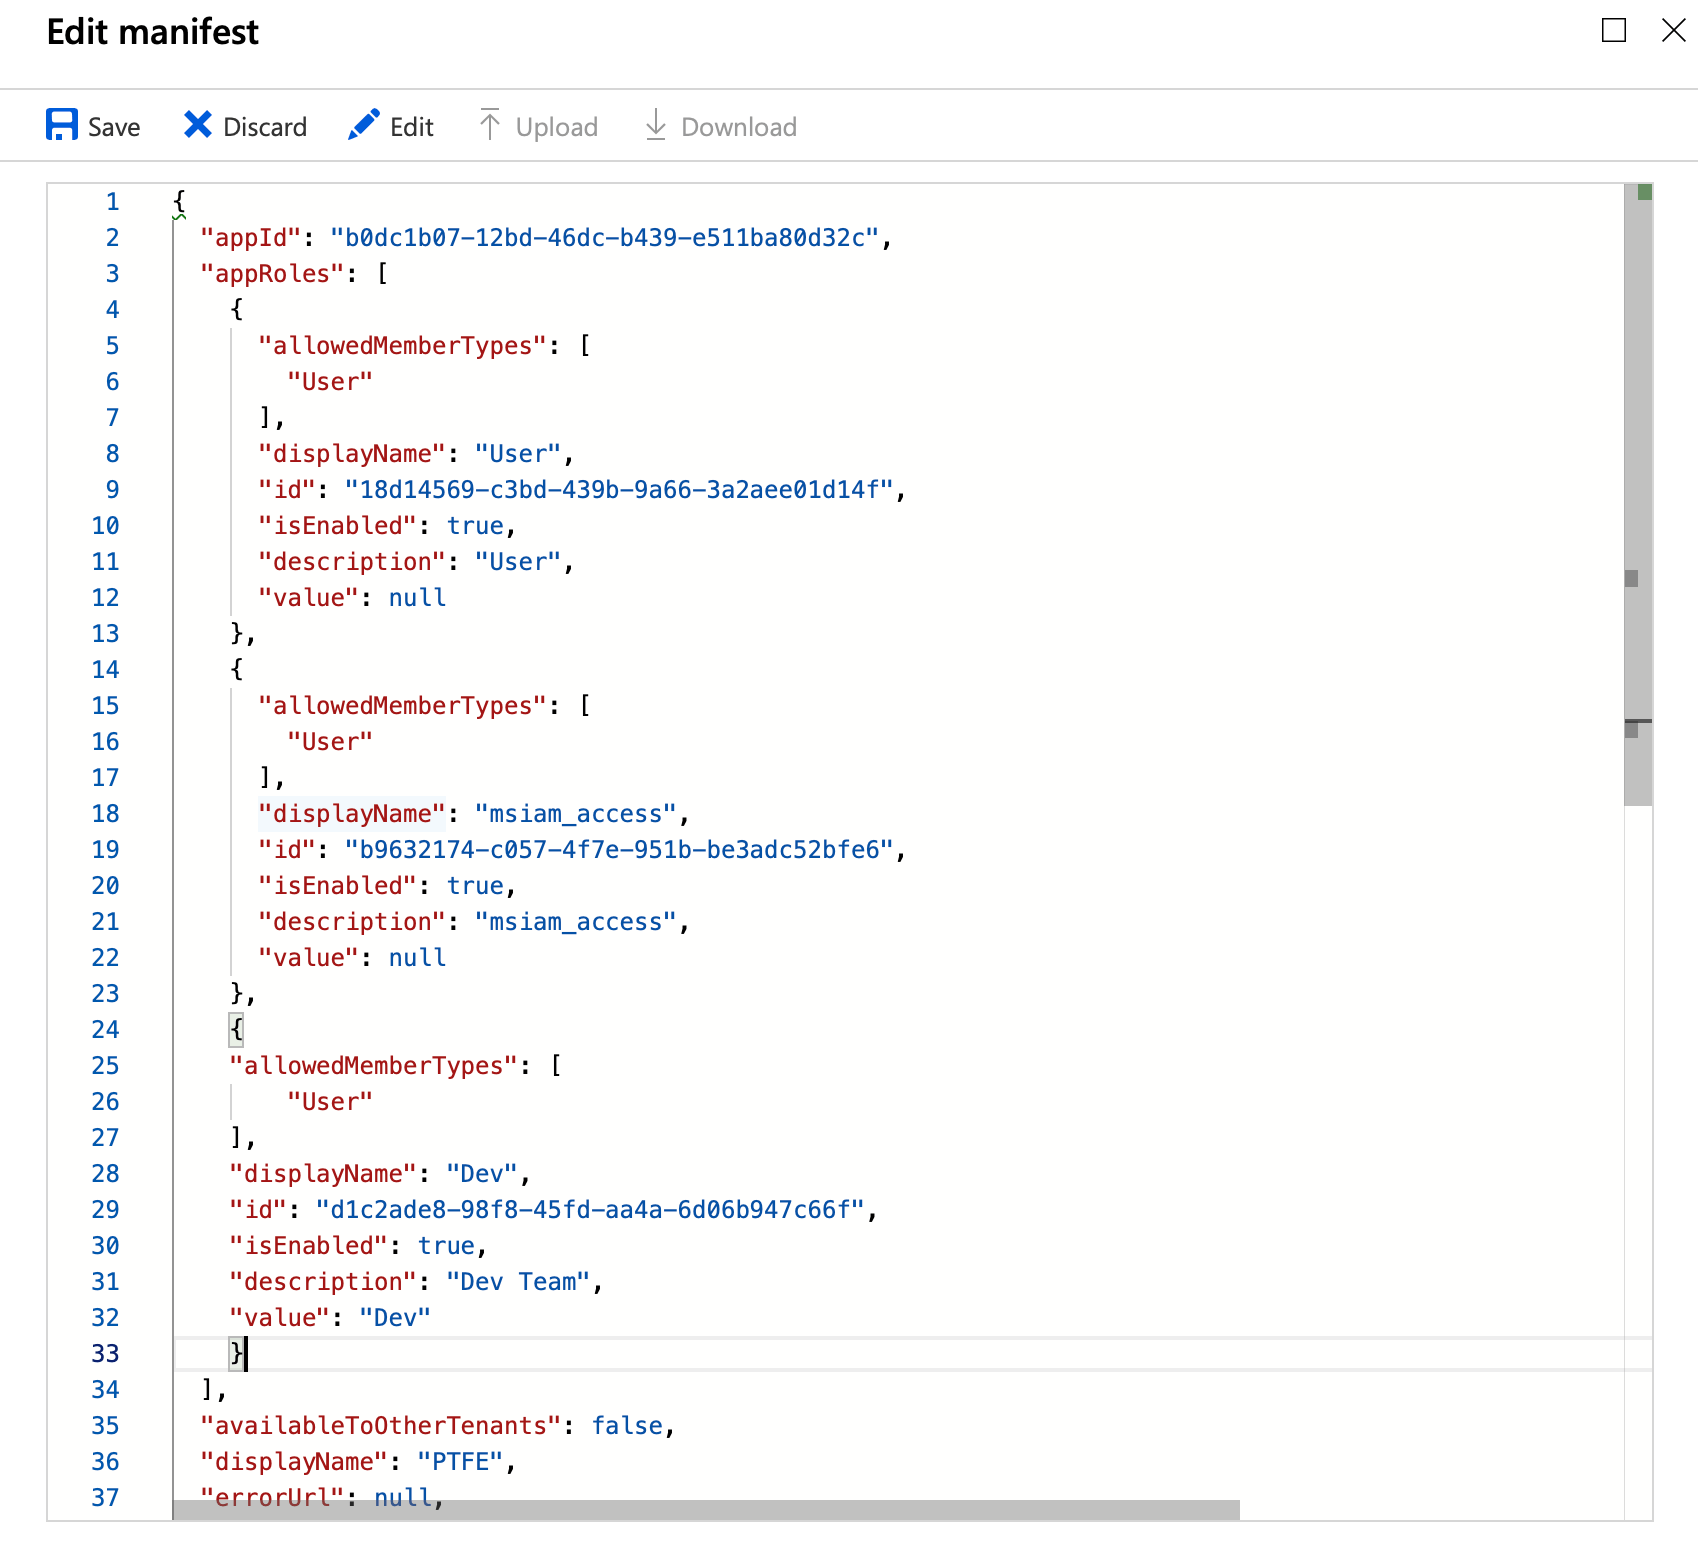 Edit manifest
Save Discard Edit Upload Download
1 {
2 "appId": "b0dc1b07-12bd-46dc-b439-e511ba80d32c",
3 "appRoles": [
4 {
5 "allowedMemberTypes": [
6 "User"
7 ],
8 "displayName": "User",
9 "id": "18d14569-c3bd-439b-9a66-3a2aee01d14f",
10 "isEnabled": true,
11 "description": "User",
12 "value": null
13 },
14 {
15 "allowedMemberTypes": [
16 "User"
17 ],
18 "displayName": "msiam_access",
19 "id": "b9632174-c057-4f7e-951b-be3adc52bfe6",
20 "isEnabled": true,
21 "description": "msiam_access",
22 "value": null
23 },
24 {
25 "allowedMemberTypes": [
26 "User"
27 ],
28 "displayName": "Dev",
29 "id": "d1c2ade8-98f8-45fd-aa4a-6d06b947c66f",
30 "isEnabled": true,
31 "description": "Dev Team",
32 "value": "Dev"
33 }
34 ],
35 "availableToOtherTenants": false,
36 "displayName": "PTFE",
37 "errorUrl": null,